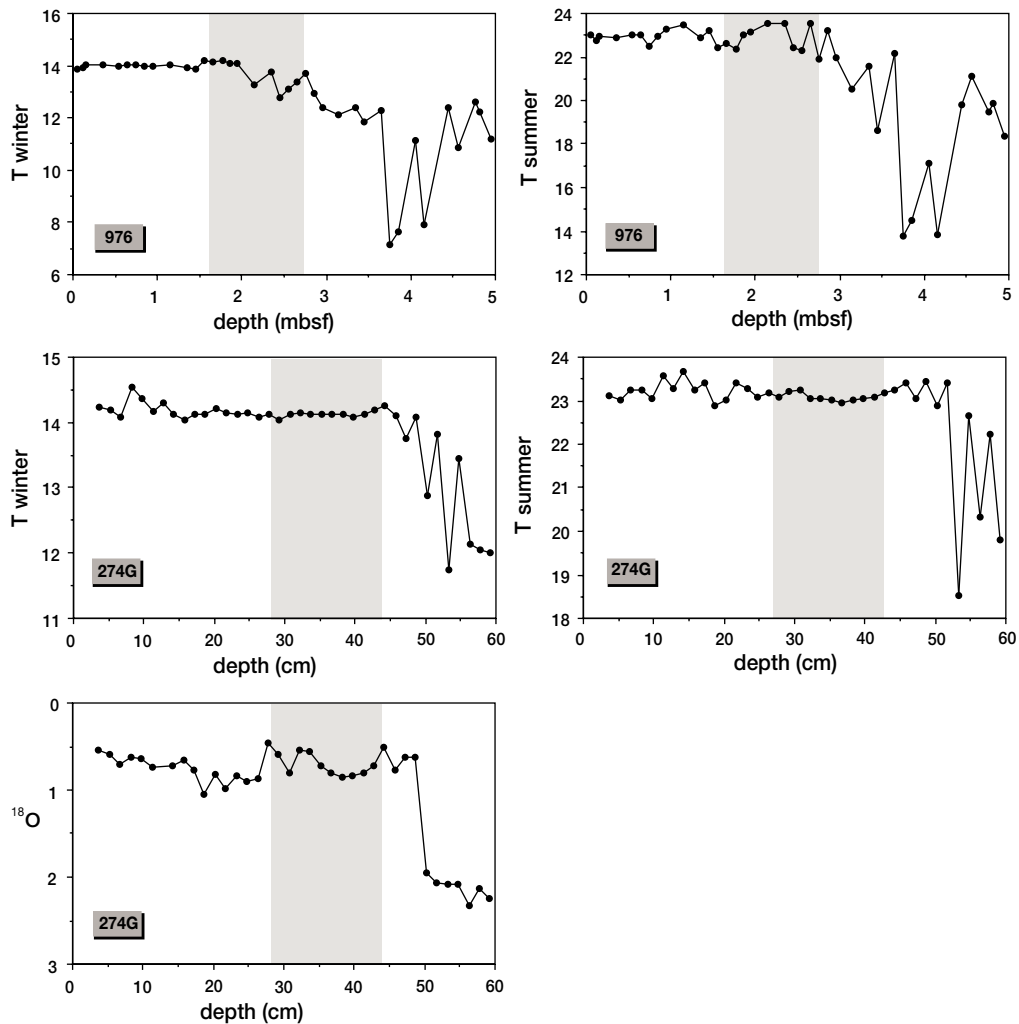 16
14
12
10
8
6
T winter
976
0 1 2 3 4 5
depth (mbsf)
24
22
20
18
16
14
12
T summer
976
0 1 2 3 4 5
depth (mbsf)
15
14
13
12
11
T winter
274G
0 10 20 30 40 50 60
depth (cm)
24
23
22
21
20
19
18
T summer
274G
0 10 20 30 40 50 60
depth (cm)
0
1
2
3
18O
274G
0 10 20 30 40 50 60
depth (cm)